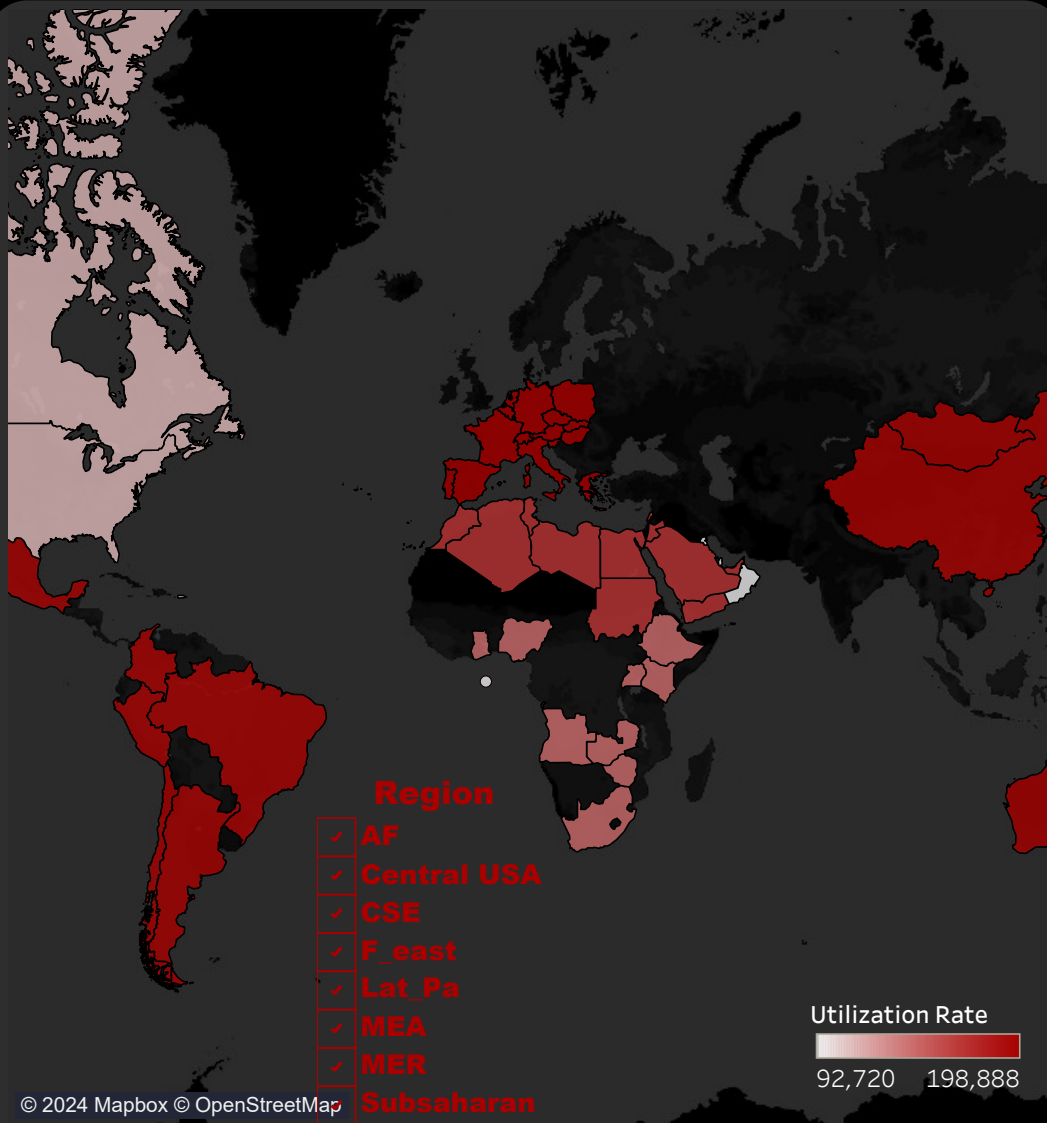 Region
AF
Central USA
CSE
F_east
Lat_Pa
MEA
MER
Subsaharan
Utilization Rate
92,720 198,888
© 2024 Mapbox © OpenStreetMap